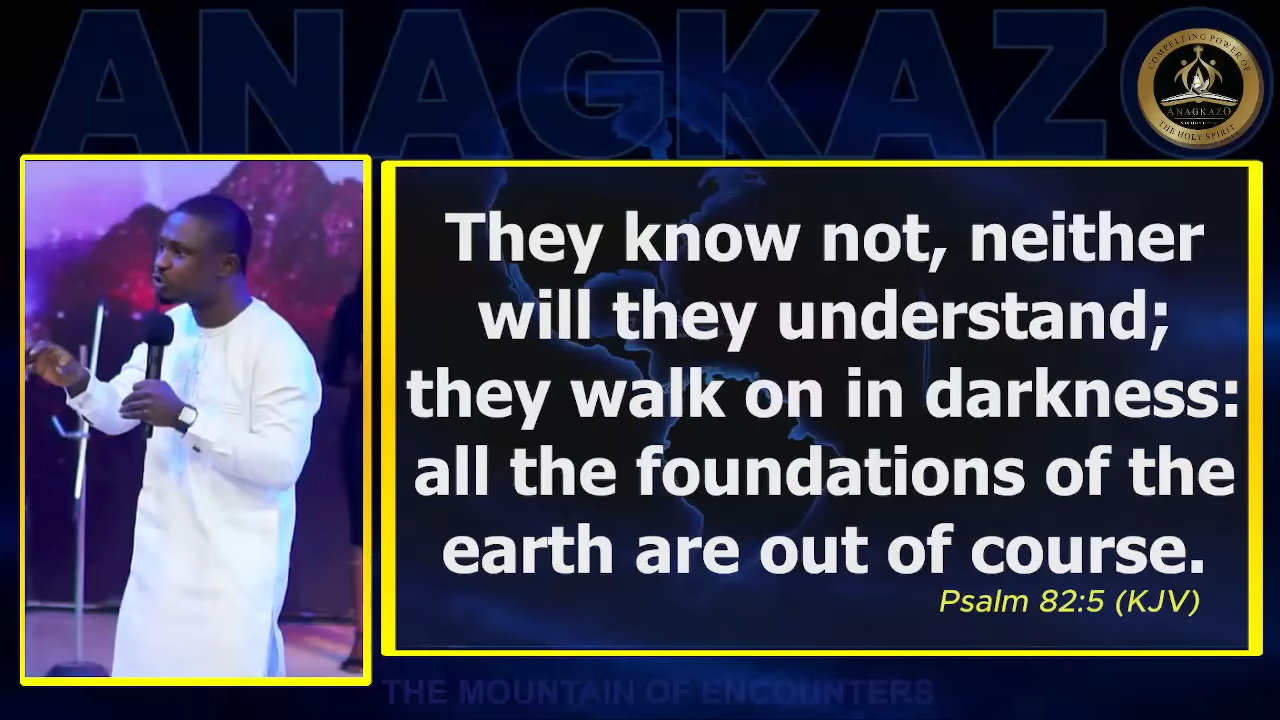 ANAGKAZO
COMPELLING POWER OF
ANAGKAZO
THE HOLY SPIRIT
They know not, neither
will they understand;
they walk on in darkness:
all the foundations of the
earth are out of course.
Psalm 82:5 (KJV)
THE MOUNTAIN OF ENCOUNTERS